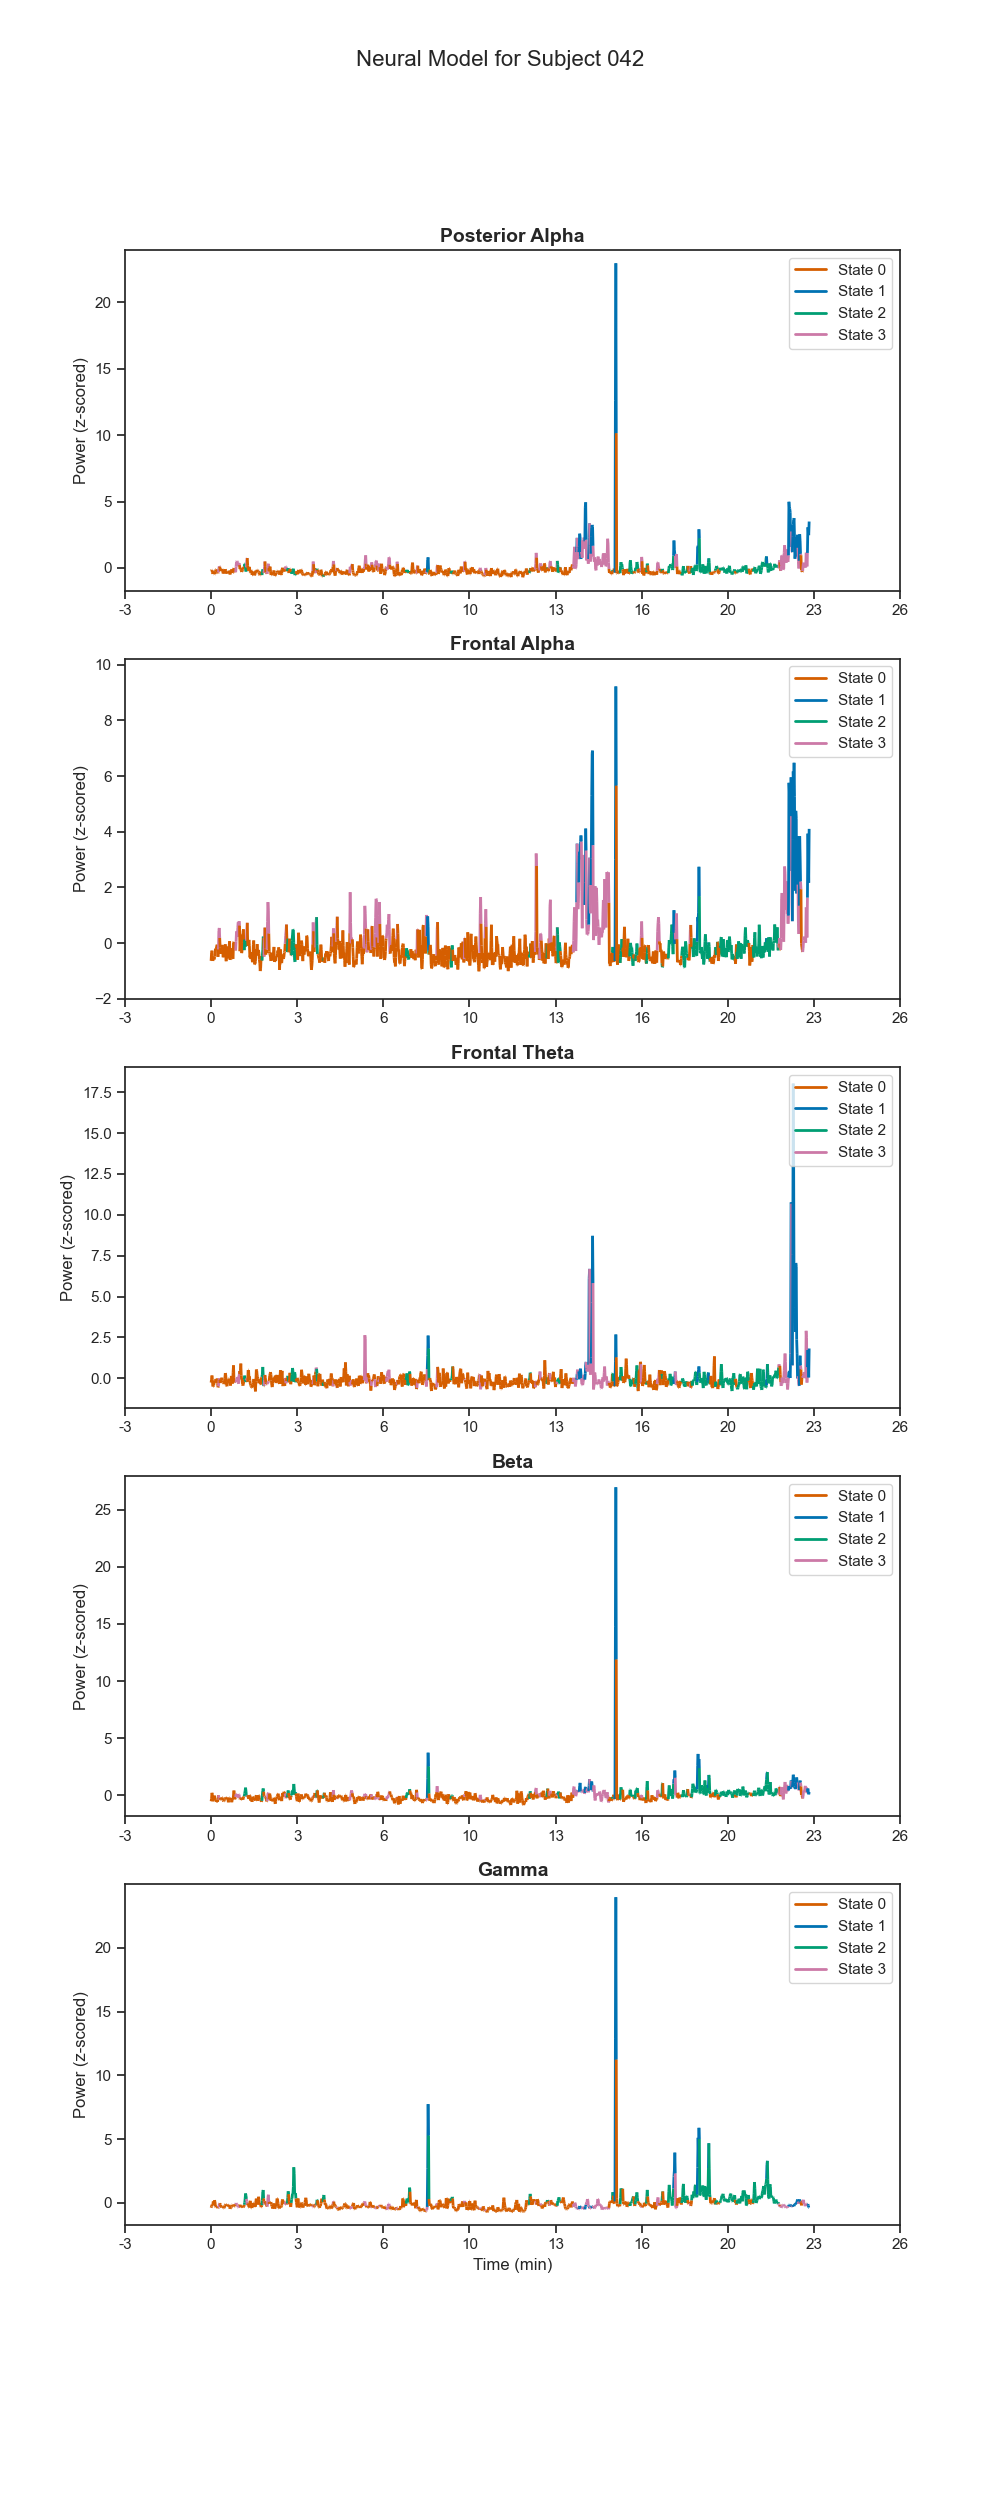 Neural Model for Subject 042
Posterior Alpha
Power (z-scored)
20
15
10
5
0
State 0
State 1
State 2
State 3
-3 0 3 6 10 13 16 20 23 26
Frontal Alpha
Power (z-scored)
10
8
6
4
2
0
−2
State 0
State 1
State 2
State 3
-3 0 3 6 10 13 16 20 23 26
Frontal Theta
Power (z-scored)
17.5
15.0
12.5
10.0
7.5
5.0
2.5
0.0
State 0
State 1
State 2
State 3
-3 0 3 6 10 13 16 20 23 26
Beta
Power (z-scored)
25
20
15
10
5
0
State 0
State 1
State 2
State 3
-3 0 3 6 10 13 16 20 23 26
Gamma
Power (z-scored)
20
15
10
5
0
State 0
State 1
State 2
State 3
-3 0 3 6 10 13 16 20 23 26
Time (min)